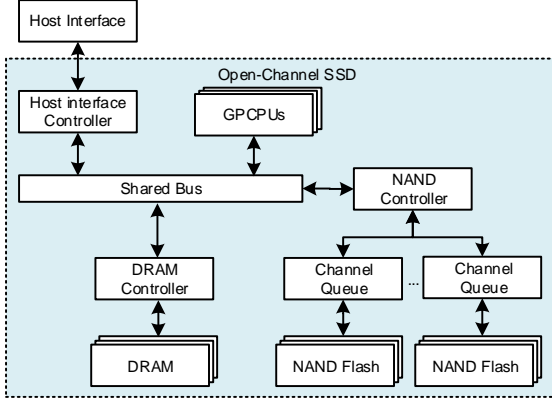 Host Interface
Open-Channel SSD
Host interface
Controller
GPCPUs
Shared Bus
NAND
Controller
DRAM
Controller
Channel
Queue
...
Channel
Queue
DRAM
NAND Flash
NAND Flash